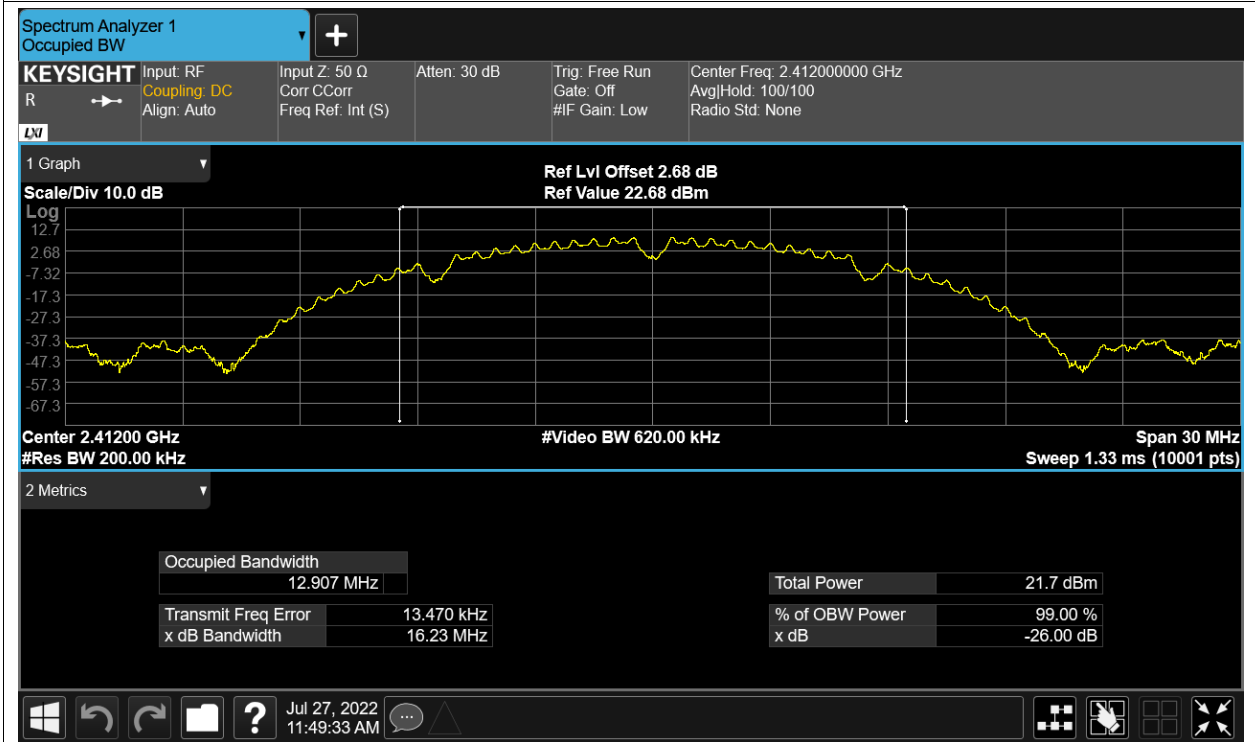 Spectrum Analyzer 1
Occupied BW
+
KEYSIGHT
R
LXI
Input: RF
Coupling: DC
Align: Auto
Input Z: 50 Ω
Corr CCorr
Freq Ref: Int (S)
Atten: 30 dB
Trig: Free Run
Gate: Off
#IF Gain: Low
Center Freq: 2.412000000 GHz
Avg|Hold: 100/100
Radio Std: None
1 Graph
Scale/Div 10.0 dB
Ref Lvl Offset 2.68 dB
Ref Value 22.68 dBm
Log
12.7
2.68
-7.32
-17.3
-27.3
-37.3
-47.3
-57.3
-67.3
Center 2.41200 GHz
#Res BW 200.00 kHz
#Video BW 620.00 kHz
Span 30 MHz
Sweep 1.33 ms (10001 pts)
2 Metrics
Occupied Bandwidth
12.907 MHz
Transmit Freq Error 13.470 kHz
x dB Bandwidth 16.23 MHz
Total Power 21.7 dBm
% of OBW Power 99.00 %
x dB -26.00 dB
?
Jul 27, 2022
11:49:33 AM